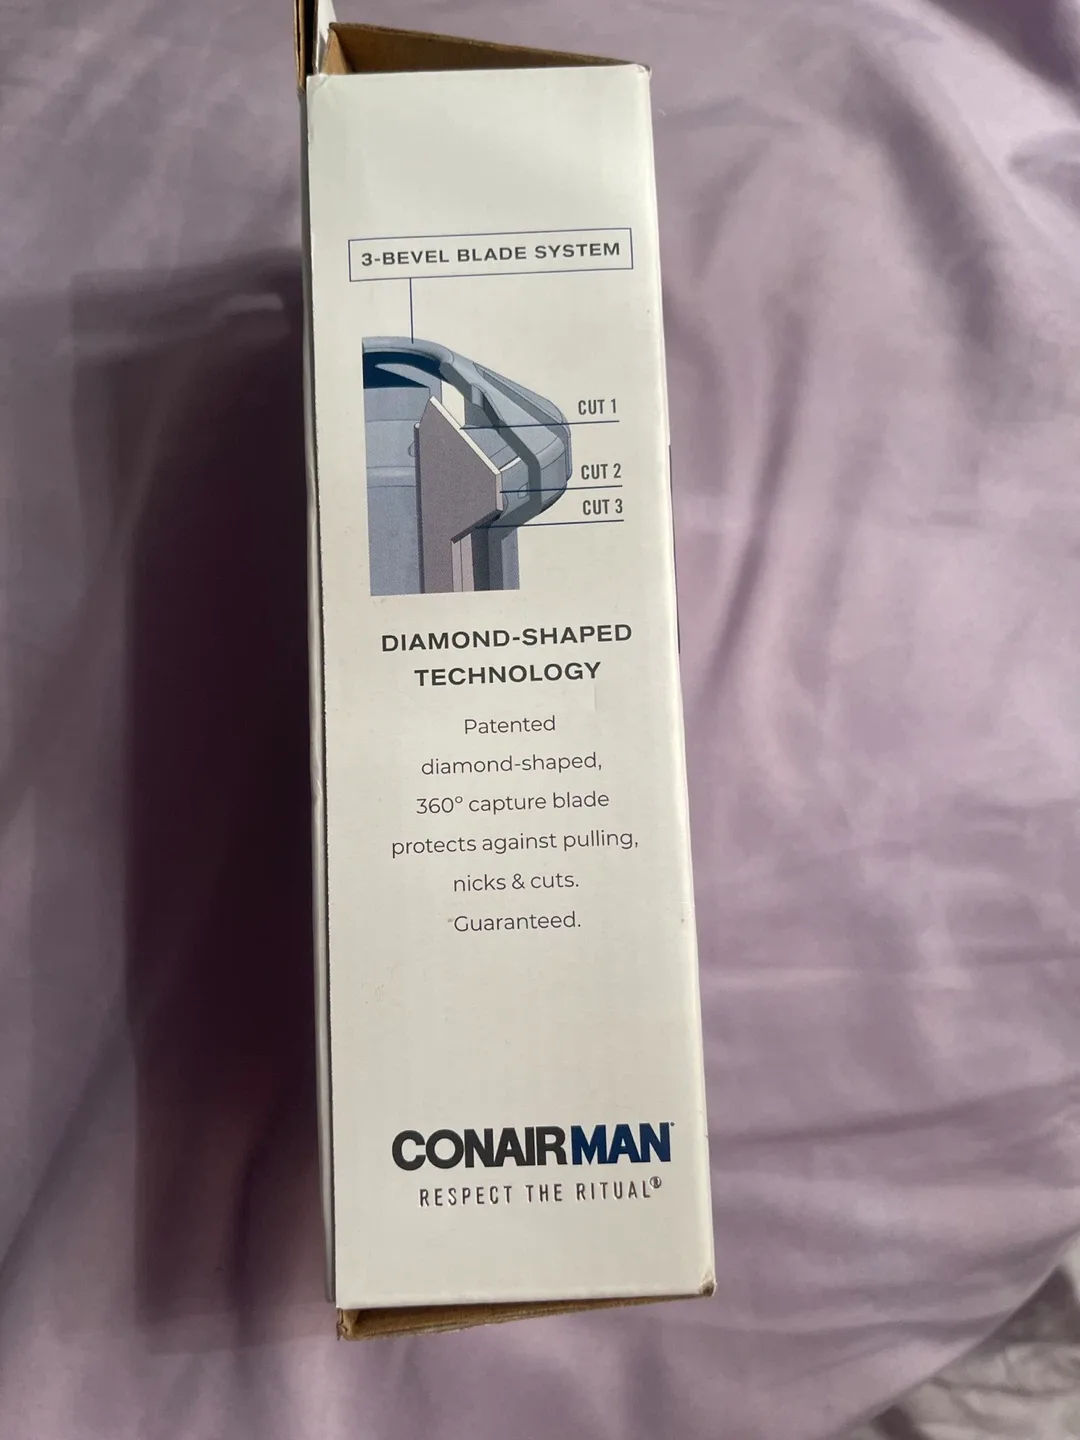 3-BEVEL BLADE SYSTEM
CUT 1
CUT 2
CUT 3
DIAMOND-SHAPED
TECHNOLOGY
Patented
diamond-shaped,
360° capture blade
protects against pulling,
nicks & cuts.
Guaranteed.
CONAIRMAN®
RESPECT THE RITUAL®